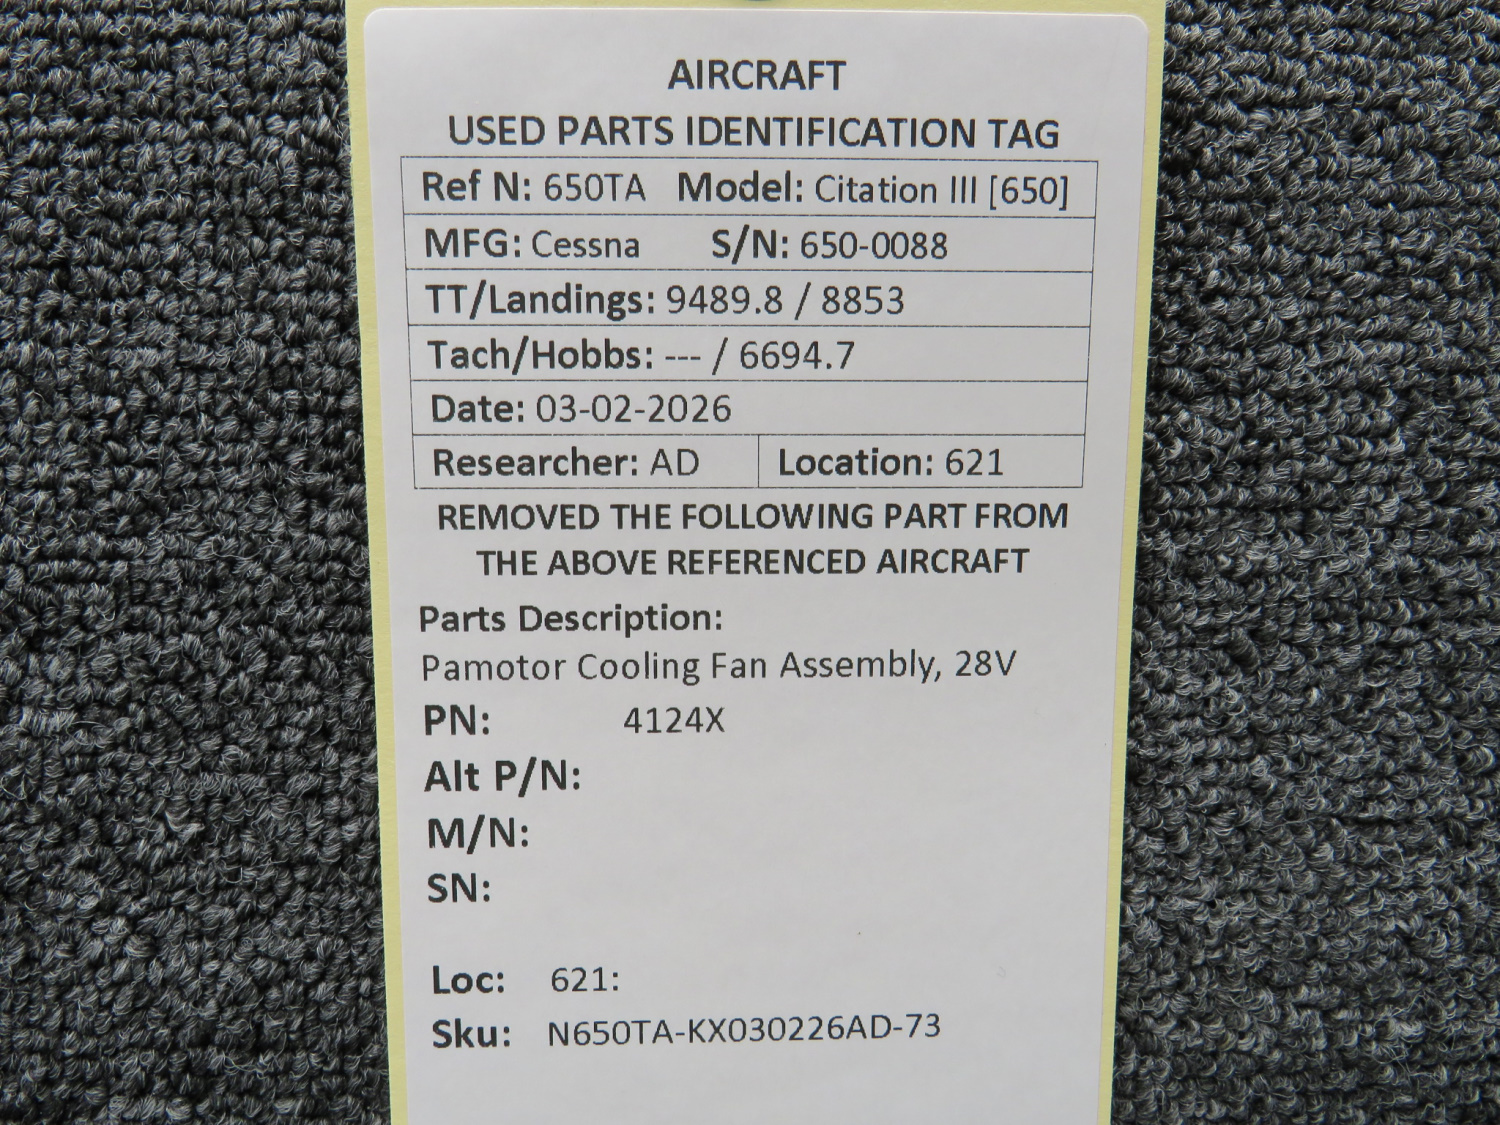 AIRCRAFT
USED PARTS IDENTIFICATION TAG
Ref N: 650TA Model: Citation III [650]
MFG: Cessna S/N: 650-0088
TT/Landings: 9489.8 / 8853
Tach/Hobbs: --- / 6694.7
Date: 03-02-2026
Researcher: AD Location: 621
REMOVED THE FOLLOWING PART FROM
THE ABOVE REFERENCED AIRCRAFT
Parts Description:
Pamotor Cooling Fan Assembly, 28V
PN: 4124X
Alt P/N:
M/N:
SN:
Loc: 621:
Sku: N650TA-KX030226AD-73